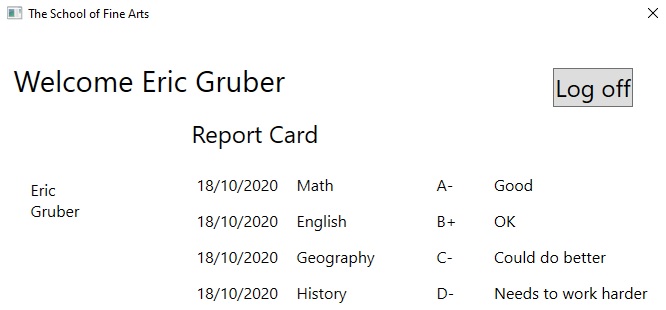 The School of Fine Arts
Welcome Eric Gruber
Log off
Report Card
Eric
Gruber
18/10/2020 Math A- Good
18/10/2020 English B+ OK
18/10/2020 Geography C- Could do better
18/10/2020 History D- Needs to work harder